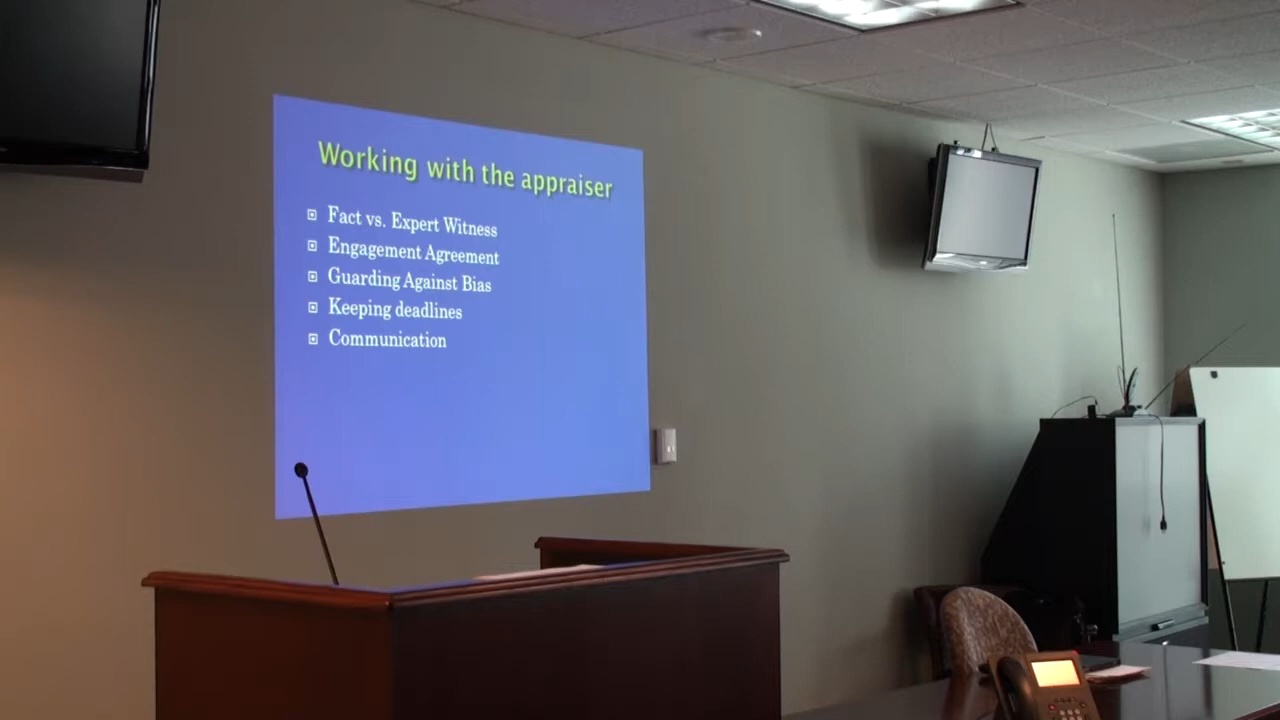 Working with the appraiser
Fact vs. Expert Witness
Engagement Agreement
Guarding Against Bias
Keeping deadlines
Communication